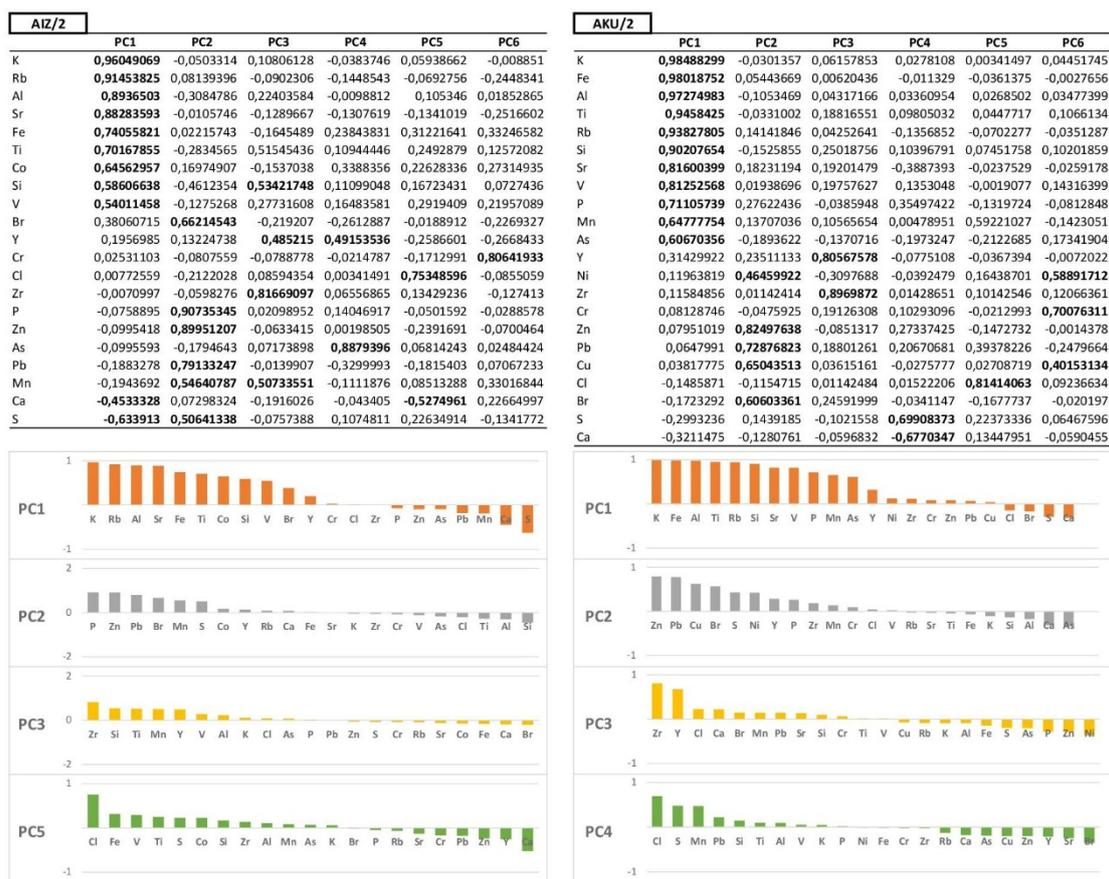 AIZ/2
PC1 PC2 PC3 PC4 PC5 PC6
K 0,96049069 -0,0503314 0,10806128 -0,0383746 0,05938662 -0,008851
Rb 0,91453825 0,08139396 -0,0902306 -0,1448543 -0,0692756 -0,2448341
Al 0,8936503 -0,3084786 0,22403584 -0,0098812 0,105346 0,01852865
Sr 0,88283593 -0,0105746 -0,1289667 -0,1307619 -0,1341019 -0,2516602
Fe 0,74055821 0,02215743 -0,1645489 0,23843831 0,31221641 0,33246582
Ti 0,70167855 -0,2834565 0,51545436 0,10944446 0,2492879 0,12572082
Co 0,64562957 0,16974907 -0,1537038 0,3388356 0,22628336 0,27314935
Si 0,58606638 -0,4612354 0,53421748 0,11099048 0,16723431 0,0727436
V 0,54011458 -0,1275268 0,27731608 0,16483581 0,2919409 0,21957089
Br 0,38060715 0,66214543 -0,219207 -0,2612887 -0,0188912 -0,2269327
Y 0,1956985 0,13224738 0,485215 0,49153536 -0,2586601 -0,2668433
Cr 0,02531103 -0,0807559 -0,0788778 -0,0214787 -0,1712991 0,80641933
Cl 0,00772559 -0,2122028 0,08594354 0,00341491 0,75348596 -0,0855059
Zr -0,0070997 -0,0598276 0,81669097 0,06556865 0,13429236 -0,127413
P -0,0758895 0,90735345 0,02098952 0,14046917 -0,0501592 -0,0288578
Zn -0,0995418 0,89951207 -0,0633415 0,00198505 -0,2391691 -0,0700464
As -0,0995593 -0,1794643 0,07173898 0,8879396 0,06814243 0,02484424
Pb -0,1883278 0,79133247 -0,0139907 -0,3299993 -0,1815403 0,07067233
Mn -0,1943692 0,54640787 0,50733551 -0,1111876 0,08513288 0,33016844
Ca -0,4533328 0,07298324 -0,1916026 -0,043405 -0,5274961 0,22664997
S -0,633913 0,50641338 -0,0757388 0,1074811 0,22634914 -0,1341772
PC1
1
-1
K Rb Al Sr Fe Ti Co Si V Br Y Cr Cl Zr P Zn As Pb Mn Ca S
PC2
2
0
-2
P Zn Pb Br Mn S Co Y Rb Ca Fe Sr K Zr Cr V As Cl Ti Al Si
PC3
2
0
-2
Zr Si Ti Mn Y V Al K Cl As P Pb Zn S Cr Rb Sr Co Fe Ca Br
PC5
1
-1
Cl Fe V Ti S Co Si Zr Al Mn As K Br P Rb Sr Cr Pb Zn Y Ca
AKU/2
PC1 PC2 PC3 PC4 PC5 PC6
K 0,98488299 -0,0301357 0,06157853 0,0278108 0,00341497 0,04451745
Fe 0,98018752 0,05443669 0,00620436 -0,011329 -0,0361375 -0,0027656
Al 0,97274983 -0,1053469 0,04317166 0,03360954 0,0268502 0,03477399
Ti 0,9458425 -0,0331002 0,18816551 0,09805032 0,0447717 0,1066134
Rb 0,93827805 0,14141846 0,04252641 -0,1356852 -0,0702277 -0,0351287
Si 0,90207654 -0,1525855 0,25018756 0,10396791 0,07451758 0,10201859
Sr 0,81600399 0,18231194 0,19201479 -0,3887393 -0,0237529 -0,0259178
V 0,81252568 0,01938696 0,19757627 0,1353048 -0,0019077 0,14316399
P 0,71105739 0,27622436 -0,0385948 0,35497422 -0,1319724 -0,0812848
Mn 0,64777754 0,13707036 0,10565654 0,00478951 0,59221027 -0,1423051
As 0,60670356 -0,1893622 -0,1370716 -0,1973247 -0,2122685 0,17341904
Y 0,31429922 0,23511133 0,80567578 -0,0775108 -0,0367394 -0,0072022
Ni 0,11963819 0,46459922 -0,3097688 -0,0392479 0,16438701 0,58891712
Zr 0,11584856 0,01142414 0,8969872 0,01428651 0,10142546 0,12066361
Cr 0,08128746 -0,0475925 0,19126308 0,10293096 -0,0212993 0,70076311
Zn 0,07951019 0,82497638 -0,0851317 0,27337425 -0,1472732 -0,0014378
Pb 0,0647991 0,72876823 0,18801261 0,20670681 0,39378226 -0,2479664
Cu 0,03817775 0,65043513 0,03615161 -0,0275777 0,02708719 0,40153134
Cl -0,1485871 -0,1154715 0,01142484 0,01522206 0,81414063 0,09236634
Br -0,1723292 0,60603361 0,24591999 -0,0341147 -0,1677737 -0,020197
S -0,2993236 0,1439185 -0,1021558 0,69908373 0,22373336 0,06467596
Ca -0,3211475 -0,1280761 -0,0596832 -0,6770347 0,13447951 -0,0590455
PC1
1
-1
K Fe Al Ti Rb Si Sr V P Mn As Y Ni Zr Cr Zn Pb Cu Cl Br S Ca
PC2
1
-1
Zn Pb Cu Br S Ni Y P Zr Mn Cr Cl V Rb Sr Ti Fe K Si Al Ca As
PC3
1
-1
Zr Y Cl Ca Br Mn Pb Sr Si Cr Ti V Cu Rb K Al Fe S As P Zn Ni
PC4
1
-1
Cl S Mn Pb Si Ti Al V K P Ni Fe Cr Zr Rb Ca As Cu Zn Y Sr Br